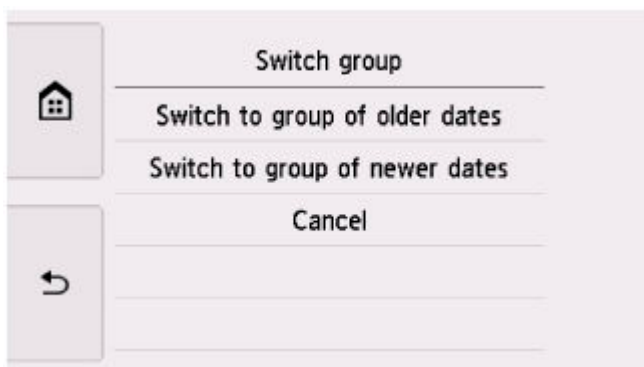 Switch group
Switch to group of older dates
Switch to group of newer dates
Cancel